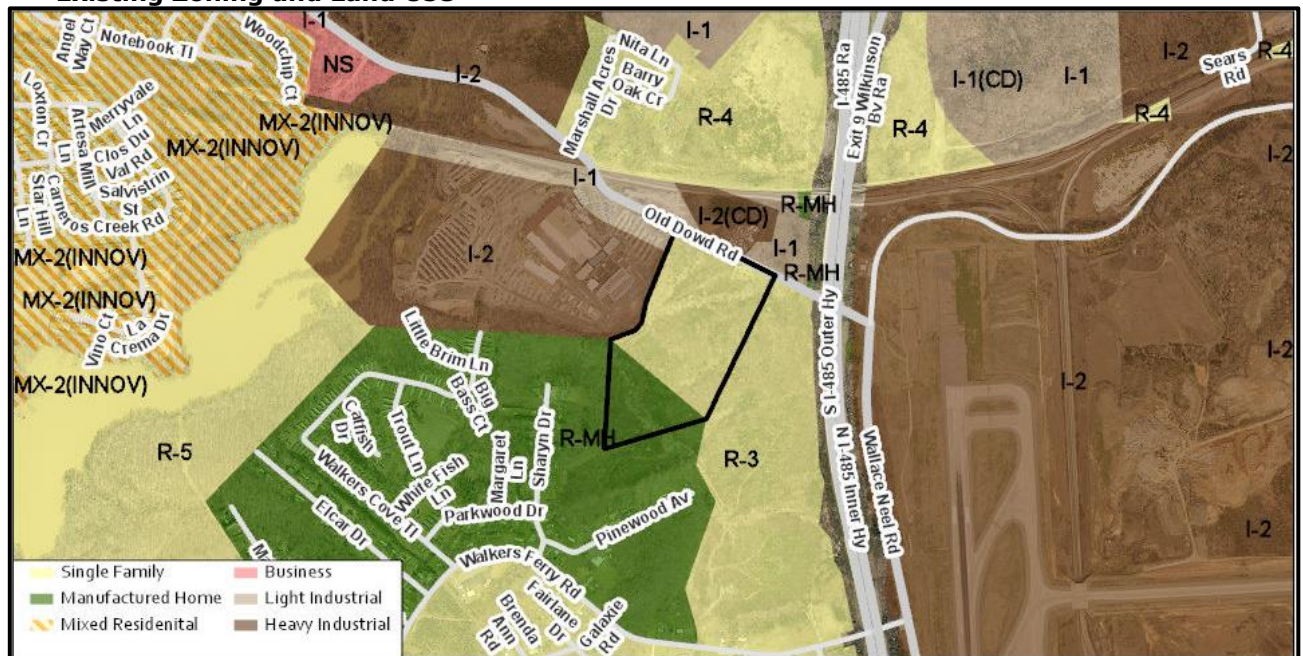 Existing Zoning and Land Use
I-1
Angel
Way Ct
Notebook Tl
Woodchip Ct
NS
I-2
Nita Ln
Barry
Oak Cr
Marshall Acres
Dr
I-1
R-4
I-485 Ra
Exit 9 Wilkinson
Bv Ra
R-4
I-1(CD)
I-1
I-2
Sears
Rd
R-4
R-4
Loxton Cr
Merryvale
Ln
Artesa Mill
Ln
Clos Du
Val Rd
Salvistrin
St
Carneros Creek Rd
Star Hill
Ln
MX-2(INNOV)
MX-2(INNOV)
MX-2(INNOV)
MX-2(INNOV)
MX-2(INNOV)
Vino Ct
La
Crema Dr
I-1
I-2
I-2(CD)
Old Dowd Rd
R-MH
I-1
R-MH
I-2
I-2
I-2
I-2
S I-485 Outer Hy
N I-485 Inner Hy
Wallace Neel Rd
Little Brim Ln
Big
Bass Ct
Catfish
Dr
Trout Ln
White Fish
Ln
Margaret
Ln
Sharyn Dr
R-MH
R-3
R-5
Walkers Cove Tl
Parkwood Dr
Pinewood Av
Elcar Dr
Walkers Ferry Rd
Fairlane
Dr
Brenda
Ann
Rd
Galaxie
Rd
Single Family
Manufactured Home
Mixed Residenital
Business
Light Industrial
Heavy Industrial